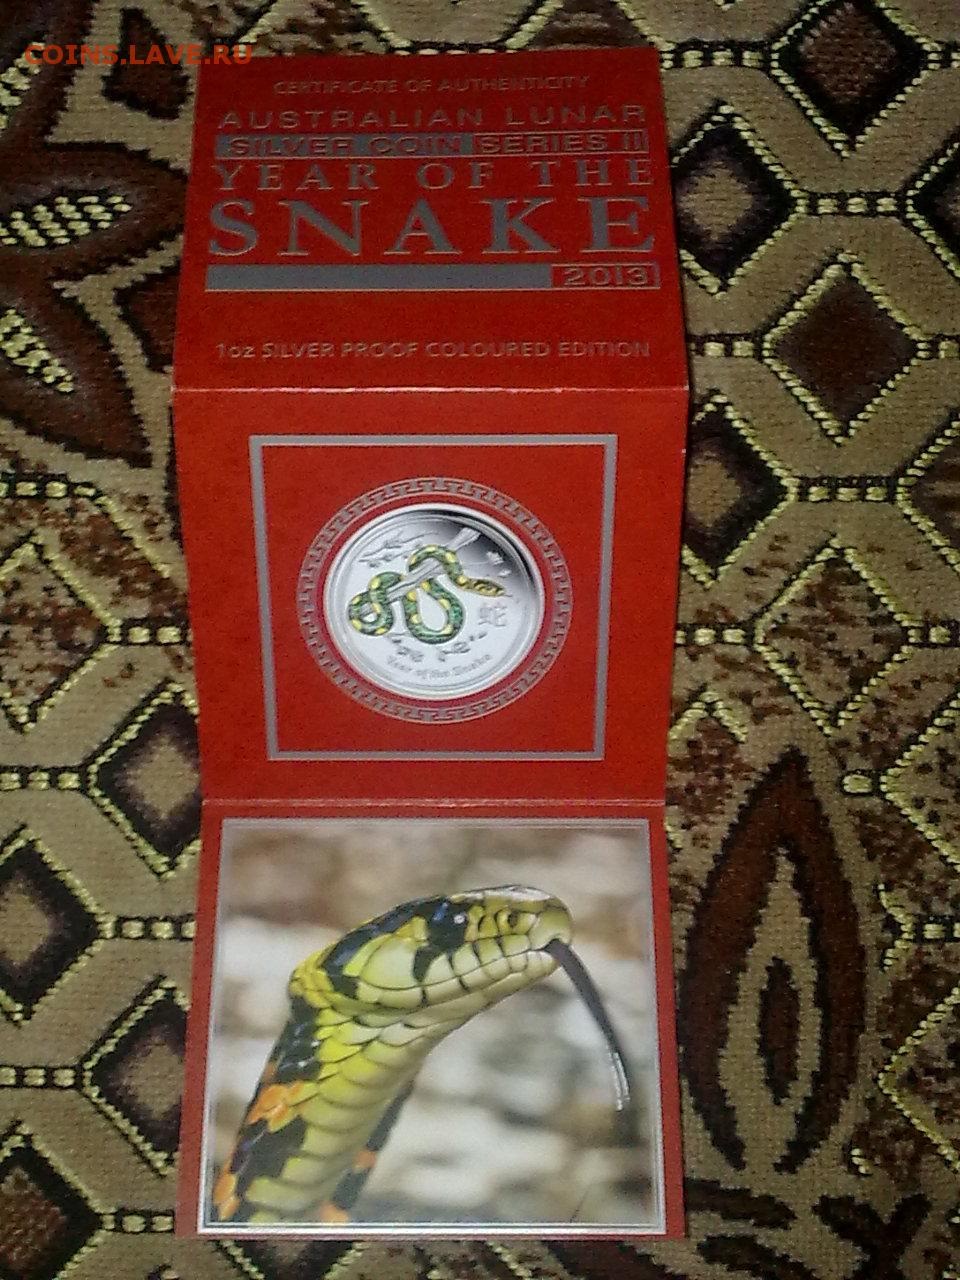 COINS.LAVE.RU
CERTIFICATE OF AUTHENTICITY
AUSTRALIAN LUNAR
SILVER COIN SERIES II
YEAR OF THE
SNAKE
2013
1oz SILVER PROOF COLOURED EDITION
蛇
Year of the Snake